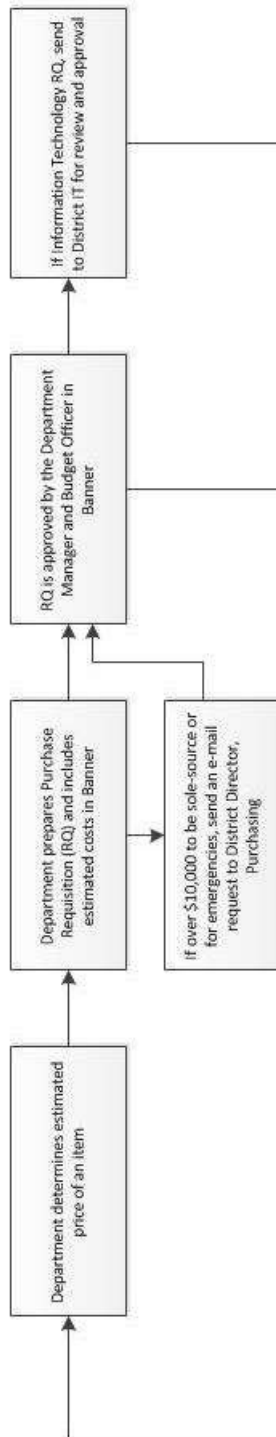 Department determines estimated
price of an item
Department prepares Purchase
Requisition (RQ) and includes
estimated costs in Banner
If over $10,000 to be sole-source or
for emergencies, send an e-mail
request to District Director,
Purchasing
RQ is approved by the Department
Manager and Budget Officer in
Banner
If Information Technology RQ, send
to District IT for review and approval